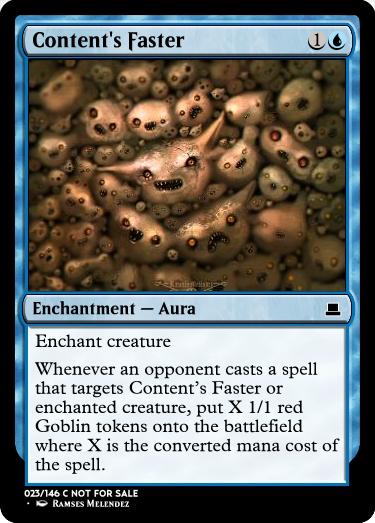 Content's Faster
1
Enchantment — Aura
Enchant creature
Whenever an opponent casts a spell
that targets Content's Faster or
enchanted creature, put X 1/1 red
Goblin tokens onto the battlefield
where X is the converted mana cost of
the spell.
023/146 C NOT FOR SALE
· Ramses Melendez